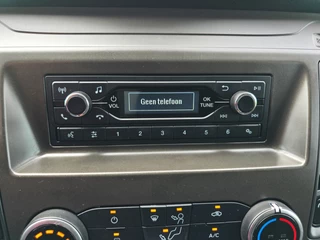 Geen telefoon
VOL
OK
TUNE
1 2 3 4 5 6
A/C